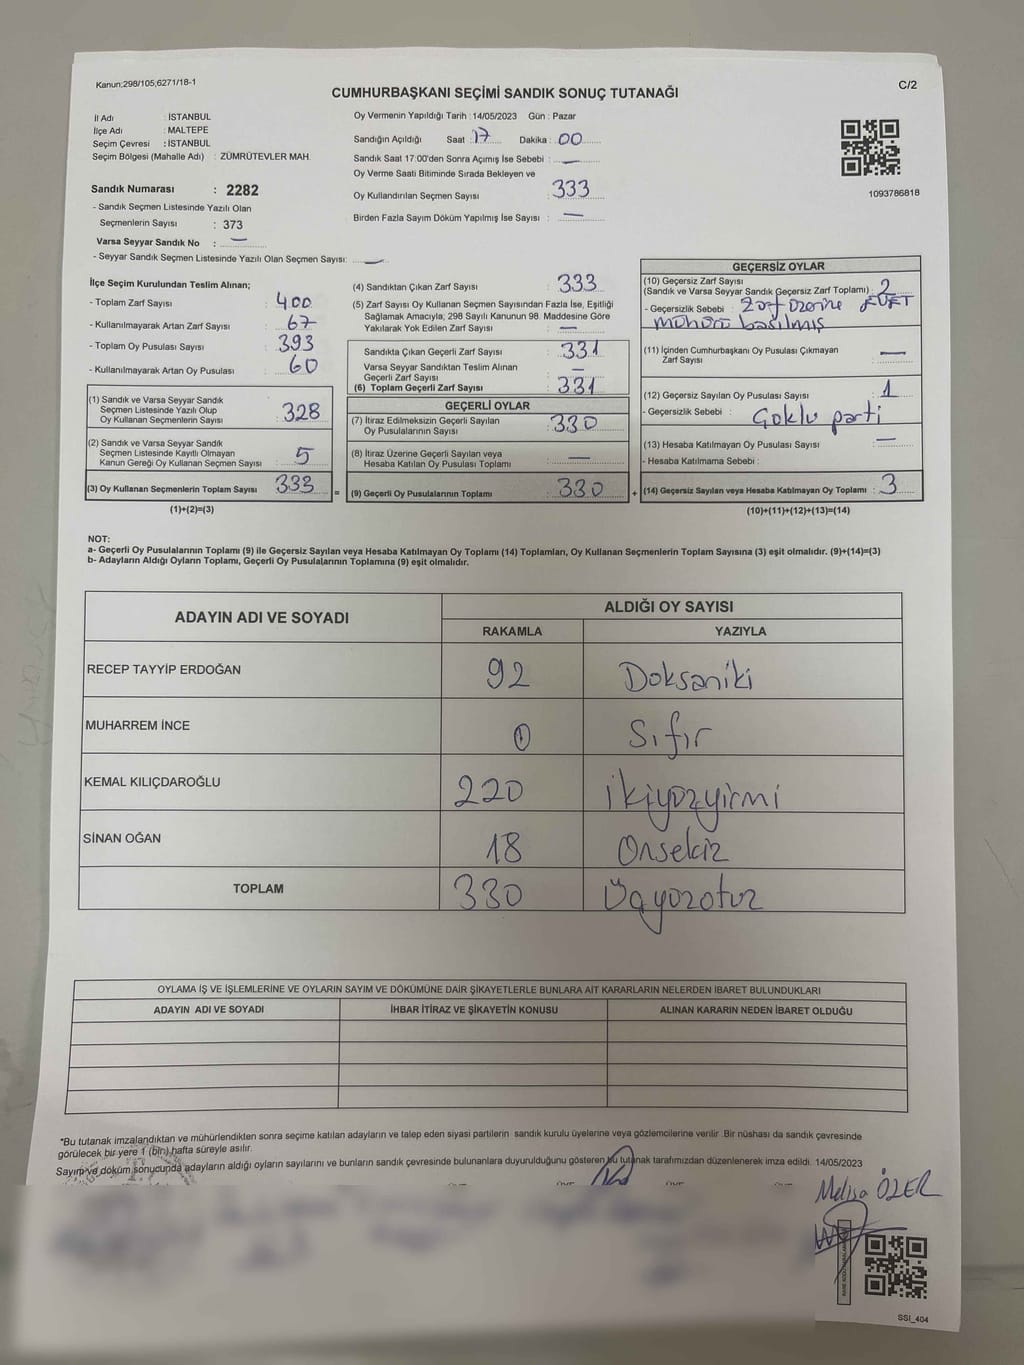 Kanun:298/105,6271/18-1
C/2
CUMHURBAŞKANI SEÇİMİ SANDIK SONUÇ TUTANAĞI
İl Adı : İSTANBUL
İlçe Adı : MALTEPE
Seçim Çevresi : İSTANBUL
Seçim Bölgesi (Mahalle Adı) : ZÜMRÜTEVLER MAH.
Sandık Numarası : 2282
- Sandık Seçmen Listesinde Yazılı Olan
Seçmenlerin Sayısı : 373
Varsa Seyyar Sandık No : —
- Seyyar Sandık Seçmen Listesinde Yazılı Olan Seçmen Sayısı: —
Oy Vermenin Yapıldığı Tarih : 14/05/2023 Gün : Pazar
Sandığın Açıldığı Saat : 17 Dakika : 00
Sandık Saat 17:00'den Sonra Açımış İse Sebebi : —
Oy Verme Saati Bitiminde Sırada Bekleyen ve
Oy Kullandırılan Seçmen Sayısı : 333
Birden Fazla Sayım Döküm Yapılmış İse Sayısı : —
1093786818
İlçe Seçim Kurulundan Teslim Alınan;
- Toplam Zarf Sayısı : 400
- Kullanılmayarak Artan Zarf Sayısı : 67
- Toplam Oy Pusulası Sayısı : 393
- Kullanılmayarak Artan Oy Pusulası : 60
(1) Sandık ve Varsa Seyyar Sandık
Seçmen Listesinde Yazılı Olup
Oy Kullanan Seçmenlerin Sayısı : 328
(2) Sandık ve Varsa Seyyar Sandık
Seçmen Listesinde Kayıtlı Olmayan
Kanun Gereği Oy Kullanan Seçmen Sayısı : 5
(3) Oy Kullanan Seçmenlerin Toplam Sayısı : 333
(1)+(2)=(3)
(4) Sandıktan Çıkan Zarf Sayısı : 333
(5) Zarf Sayısı Oy Kullanan Seçmen Sayısından Fazla İse, Eşitliği
Sağlamak Amacıyla; 298 Sayılı Kanunun 98. Maddesine Göre
Yakılarak Yok Edilen Zarf Sayısı : —
Sandıkta Çıkan Geçerli Zarf Sayısı : 331
Varsa Seyyar Sandıktan Teslim Alınan
Geçerli Zarf Sayısı : —
(6) Toplam Geçerli Zarf Sayısı : 331
GEÇERLİ OYLAR
(7) İtiraz Edilmeksizin Geçerli Sayılan
Oy Pusulalarının Sayısı : 330
(8) İtiraz Üzerine Geçerli Sayılan veya
Hesaba Katılan Oy Pusulası Toplamı : —
= (9) Geçerli Oy Pusulalarının Toplamı : 330 +
GEÇERSİZ OYLAR
(10) Geçersiz Zarf Sayısı
(Sandık ve Varsa Seyyar Sandık Geçersiz Zarf Toplamı) : 2
- Geçersizlik Sebebi : Zarf üzerine EVET
mührü basılmış
(11) İçinden Cumhurbaşkanı Oy Pusulası Çıkmayan
Zarf Sayısı : —
(12) Geçersiz Sayılan Oy Pusulası Sayısı : 1
- Geçersizlik Sebebi : Çoklu parti
(13) Hesaba Katılmayan Oy Pusulası Sayısı : —
- Hesaba Katılmama Sebebi :
(14) Geçersiz Sayılan veya Hesaba Katılmayan Oy Toplamı : 3
(10)+(11)+(12)+(13)=(14)
NOT:
a- Geçerli Oy Pusulalarının Toplamı (9) ile Geçersiz Sayılan veya Hesaba Katılmayan Oy Toplamı (14) Toplamları, Oy Kullanan Seçmenlerin Toplam Sayısına (3) eşit olmalıdır. (9)+(14)=(3)
b- Adayların Aldığı Oyların Toplamı, Geçerli Oy Pusulalarının Toplamına (9) eşit olmalıdır.
ADAYIN ADI VE SOYADI ALDIĞI OY SAYISI
RAKAMLA YAZIYLA
RECEP TAYYİP ERDOĞAN 92 Doksaniki
MUHARREM İNCE 0 Sıfır
KEMAL KILIÇDAROĞLU 220 ikiyüzyirmi
SİNAN OĞAN 18 Onsekiz
TOPLAM 330 Üçyüzotuz
OYLAMA İŞ VE İŞLEMLERİNE VE OYLARIN SAYIM VE DÖKÜMÜNE DAİR ŞİKAYETLERLE BUNLARA AİT KARARLARIN NELERDEN İBARET BULUNDUKLARI
ADAYIN ADI VE SOYADI İHBAR İTİRAZ VE ŞİKAYETİN KONUSU ALINAN KARARIN NEDEN İBARET OLDUĞU
*Bu tutanak imzalandıktan ve mühürlendikten sonra seçime katılan adayların ve talep eden siyasi partilerin sandık kurulu üyelerine veya gözlemcilerine verilir .Bir nüshası da sandık çevresinde
görülecek bir yere 1 (bir) hafta süreyle asılır.
Sayım ve döküm sonucunda adayların aldığı oyların sayılarını ve bunların sandık çevresinde bulunanlara duyurulduğunu gösteren bu tutanak tarafımızdan düzenlenerek imza edildi. 14/05/2023
Melisa ÖZER
SSI_404